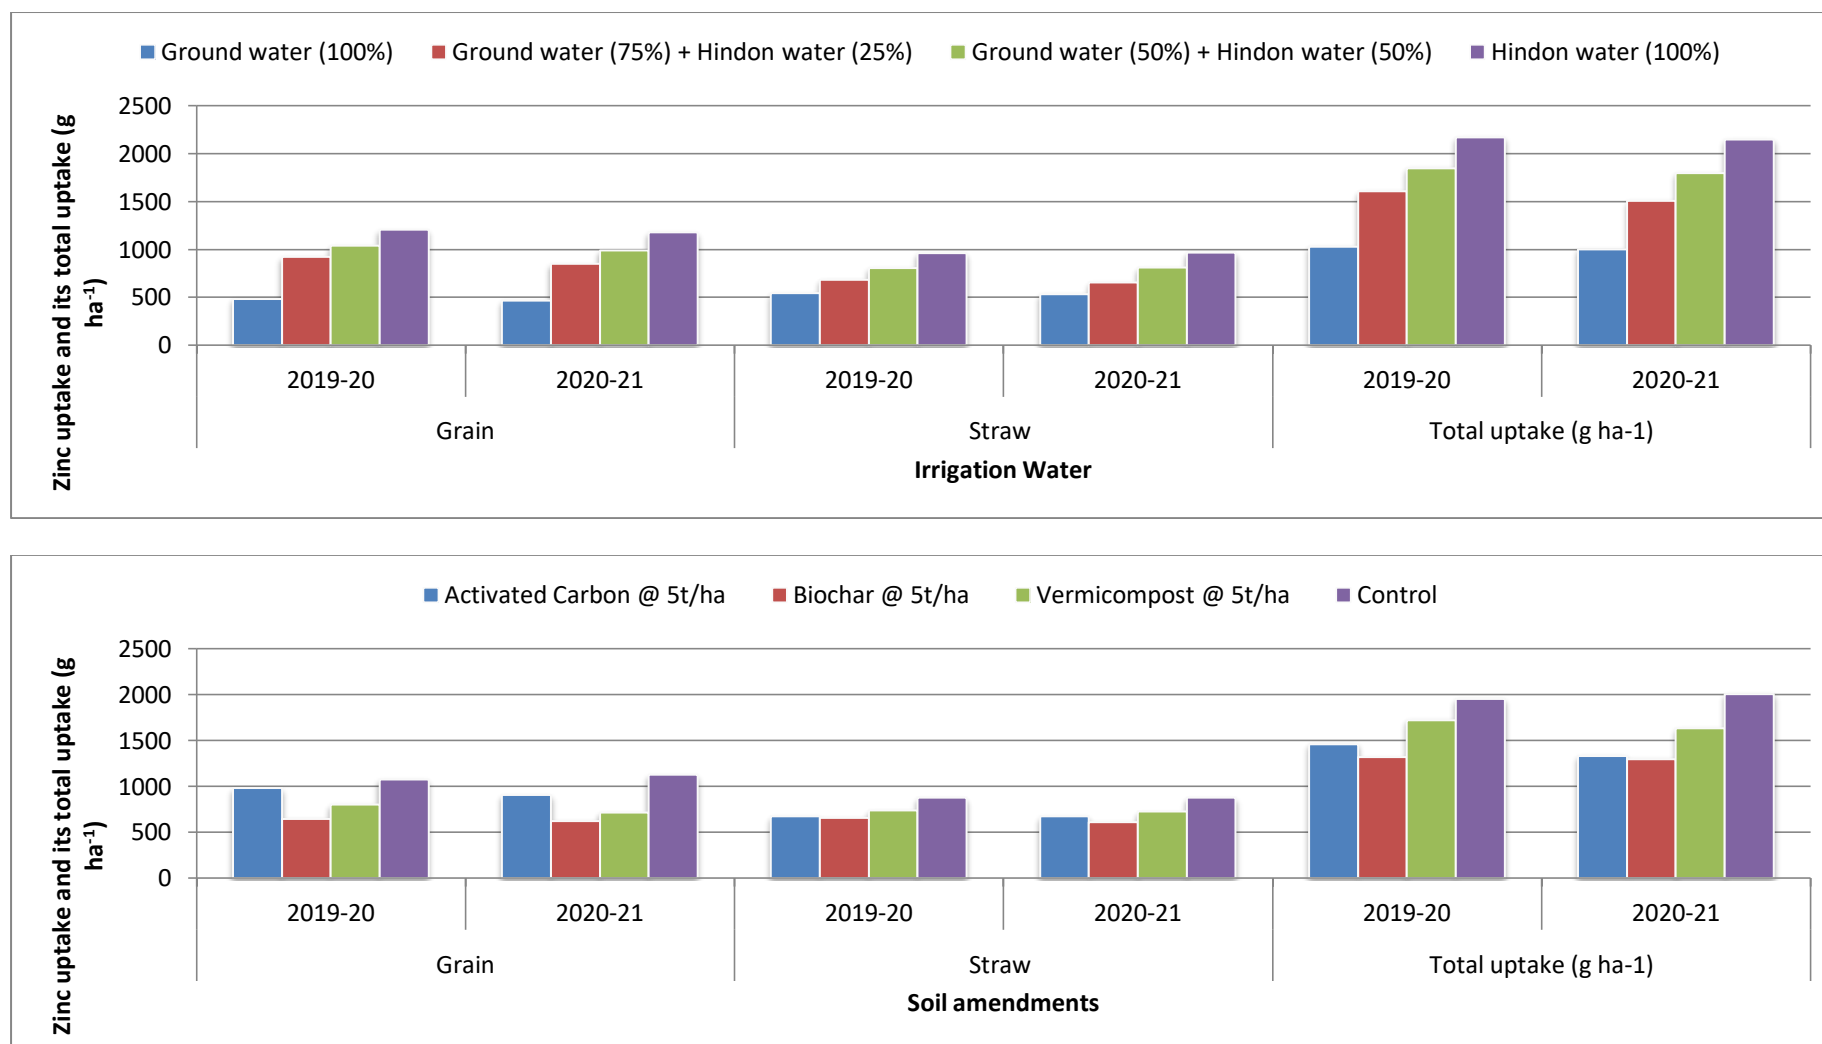 Ground water (100%) Ground water (75%) + Hindon water (25%) Ground water (50%) + Hindon water (50%) Hindon water (100%)
Zinc uptake and its total uptake (g
ha-1)
2500
2000
1500
1000
500
0
2019-20 2020-21 2019-20 2020-21 2019-20 2020-21
Grain Straw Total uptake (g ha-1)
Irrigation Water
Activated Carbon @ 5t/ha Biochar @ 5t/ha Vermicompost @ 5t/ha Control
Zinc uptake and its total uptake (g
ha-1)
2500
2000
1500
1000
500
0
2019-20 2020-21 2019-20 2020-21 2019-20 2020-21
Grain Straw Total uptake (g ha-1)
Soil amendments